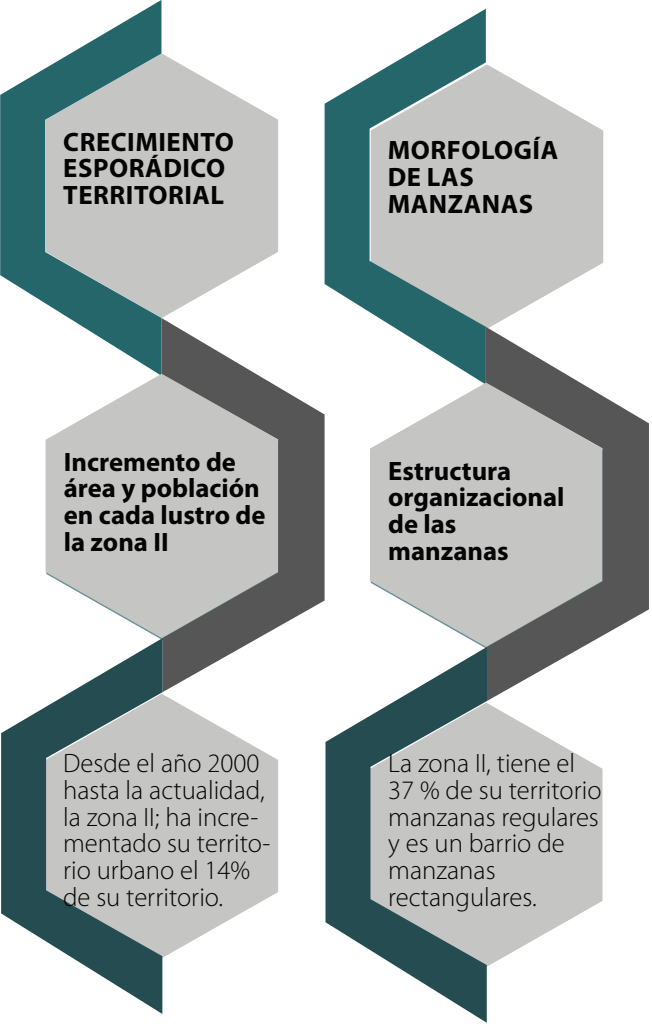 CRECIMIENTO
ESPORÁDICO
TERRITORIAL
Incremento de
área y población
en cada lustro de
la zona II
Desde el año 2000
hasta la actualidad,
la zona II; ha incre-
mentado su territo-
rio urbano el 14%
de su territorio.
MORFOLOGÍA
DE LAS
MANZANAS
Estructura
organizacional
de las
manzanas
La zona II, tiene el
37 % de su territorio
manzanas regulares
y es un barrio de
manzanas
rectangulares.